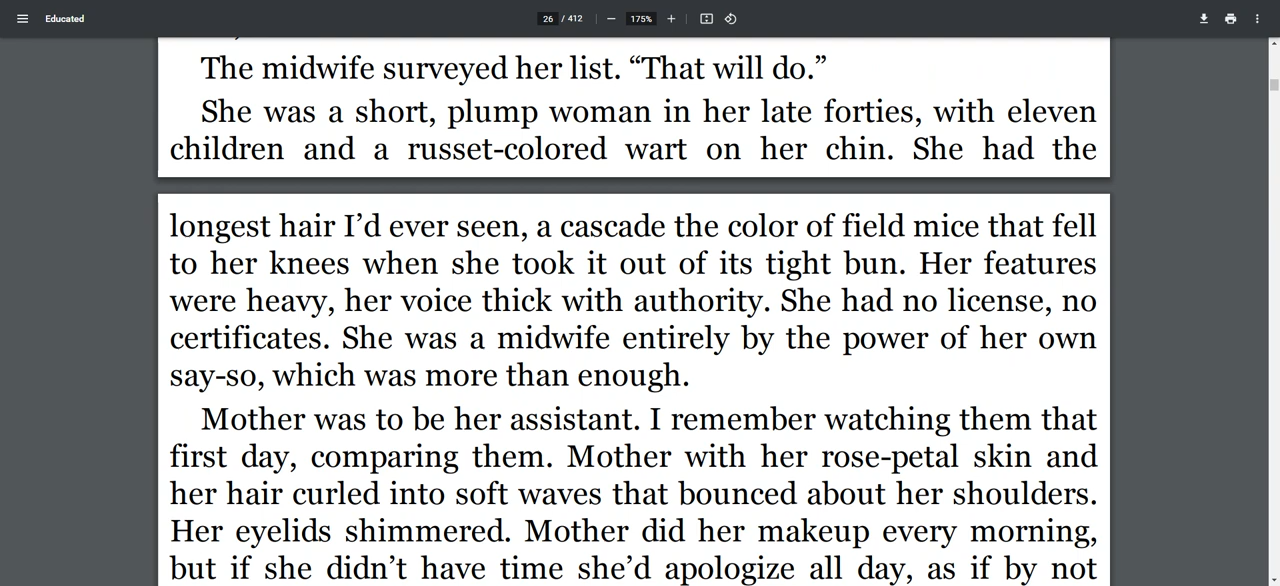 Educated
26 / 412
175%
The midwife surveyed her list. “That will do.”
She was a short, plump woman in her late forties, with eleven
children and a russet-colored wart on her chin. She had the
longest hair I’d ever seen, a cascade the color of field mice that fell
to her knees when she took it out of its tight bun. Her features
were heavy, her voice thick with authority. She had no license, no
certificates. She was a midwife entirely by the power of her own
say-so, which was more than enough.
Mother was to be her assistant. I remember watching them that
first day, comparing them. Mother with her rose-petal skin and
her hair curled into soft waves that bounced about her shoulders.
Her eyelids shimmered. Mother did her makeup every morning,
but if she didn’t have time she’d apologize all day, as if by not